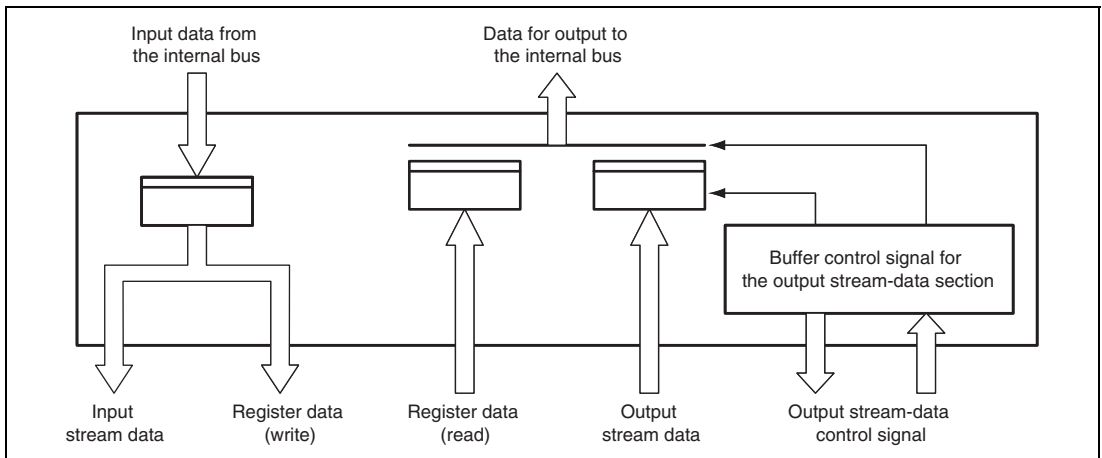 Input data from
the internal bus
Data for output to
the internal bus
Buffer control signal for
the output stream-data section
Input
stream data
Register data
(write)
Register data
(read)
Output
stream data
Output stream-data
control signal